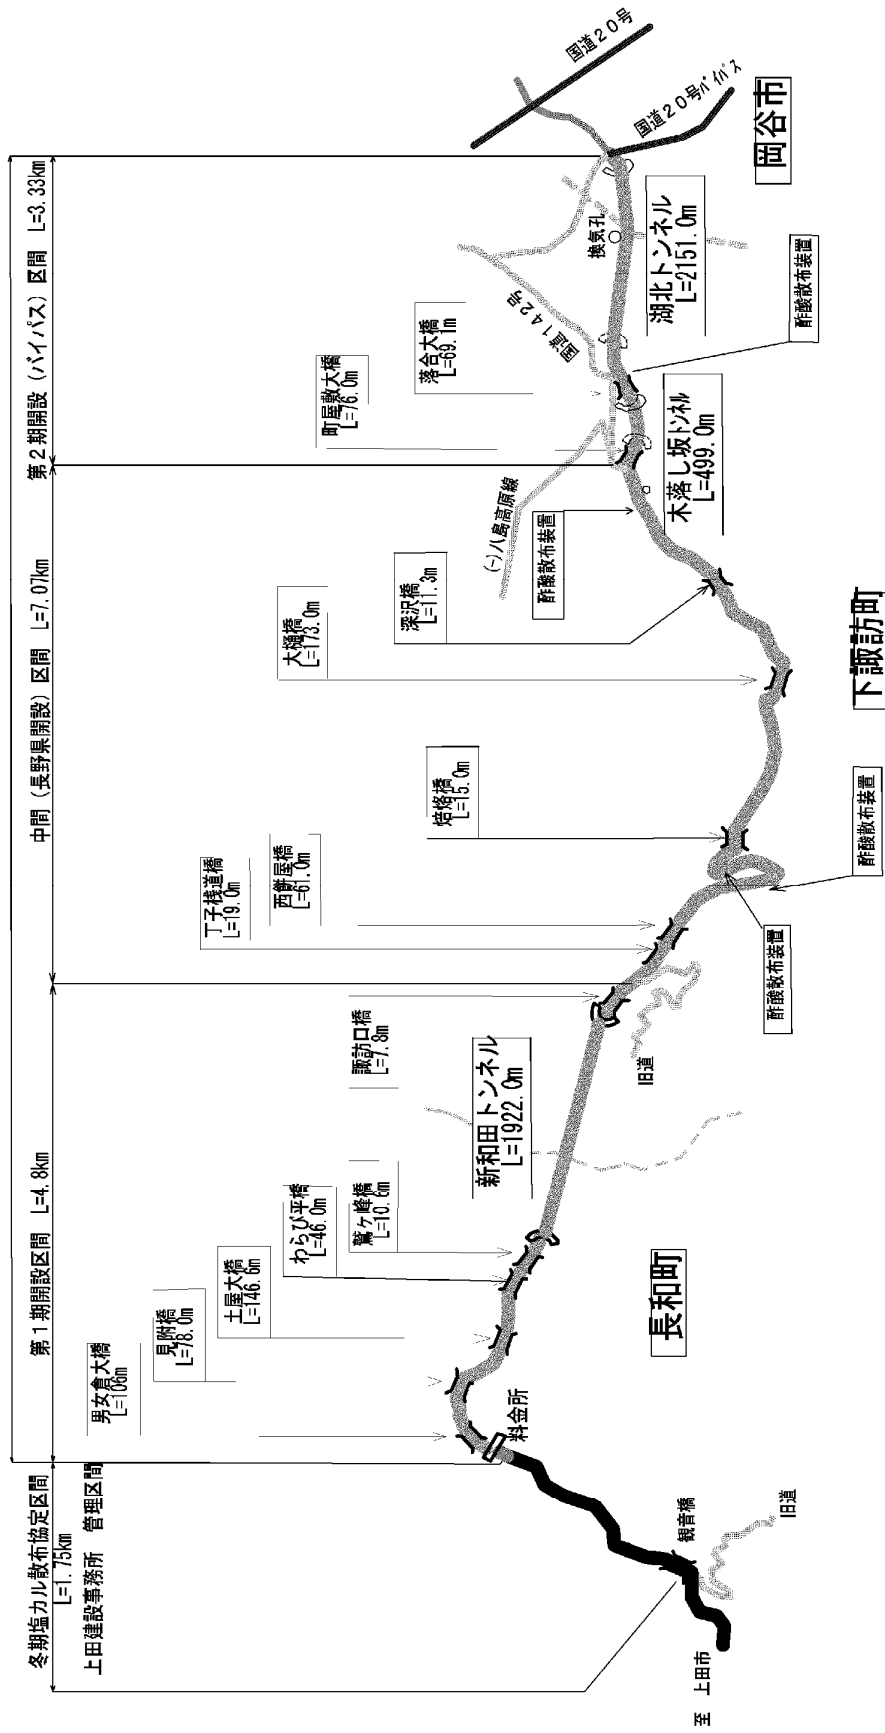 冬期塩カル散布協定区間
L=1.75km
上田建設事務所　管理区間
第１期開設区間　L=4.8km
中間（長野県開設）区間　L=7.07km
第２期開設（バイパス）区間　L=3.33km
男女倉大橋
L=106m
見附橋
L=78.0m
土屋大橋
L=146.6m
わらび平橋
L=46.0m
鷲ヶ峰橋
L=10.6m
諏訪口橋
L=7.8m
丁子桟道橋
L=19.0m
西餅屋橋
L=61.0m
焙烙橋
L=15.0m
大樋橋
L=173.0m
深沢橋
L=11.3m
町屋敷大橋
L=76.0m
落合大橋
L=69.1m
至　上田市
観音橋
旧道
料金所
長和町
新和田トンネル
L=1922.0m
旧道
酢酸散布装置
酢酸散布装置
下諏訪町
酢酸散布装置
(一)八島高原線
木落し坂トンネル
L=499.0m
国道１４２号
酢酸散布装置
湖北トンネル
L=2151.0m
換気孔
岡谷市
国道２０号バイパス
国道２０号